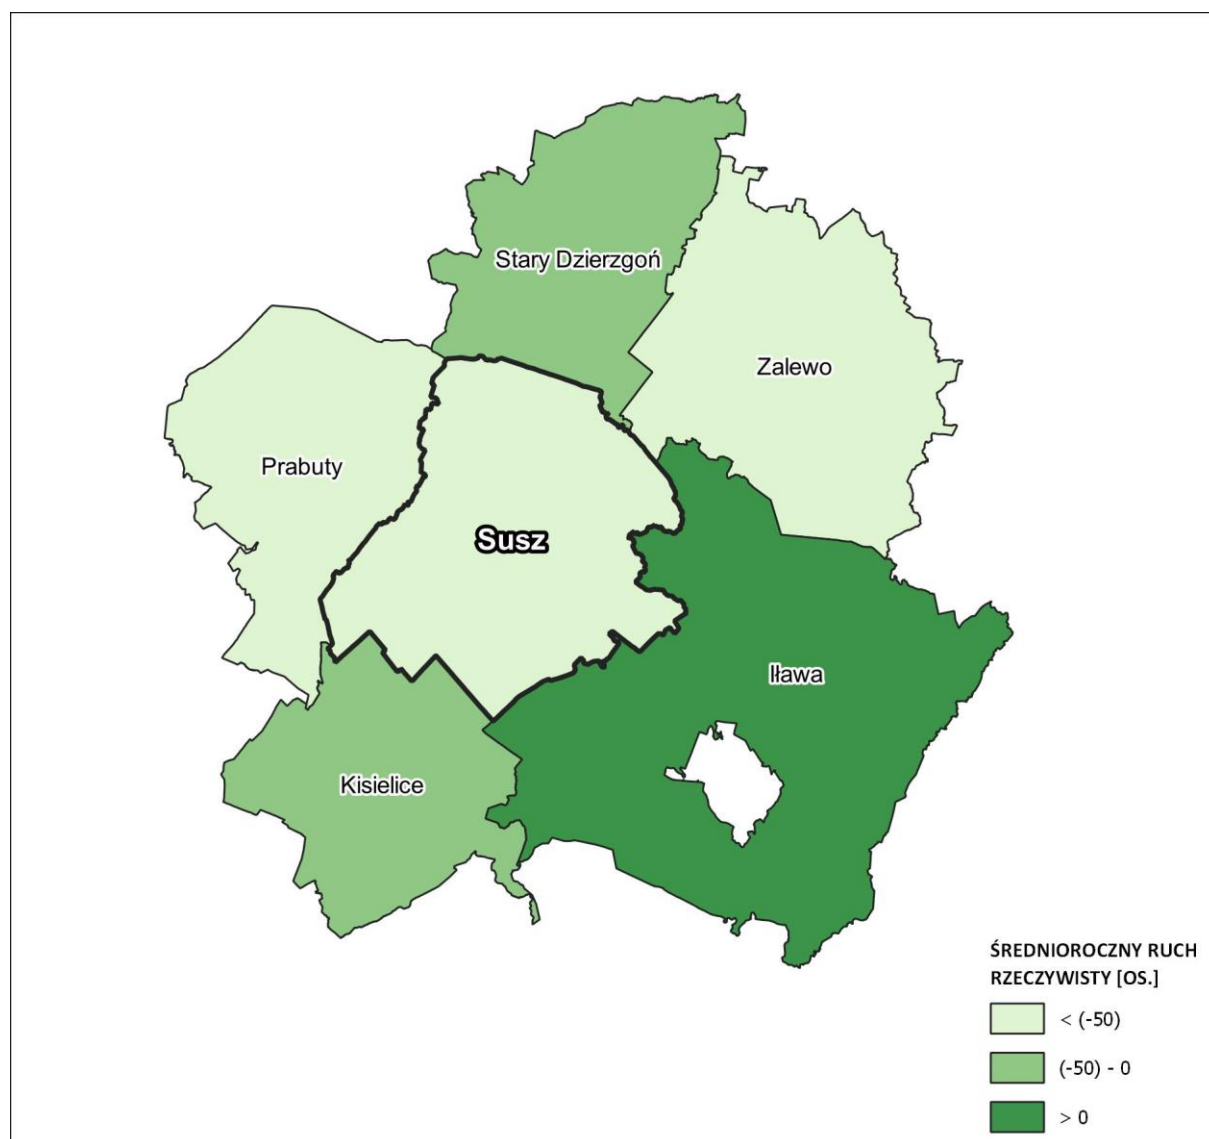 Stary Dzierzgoń
Zalewo
Prabuty
Susz
Iława
Kisielice
ŚREDNIOROCZNY RUCH
RZECZYWISTY [OS.]
< (-50)
(-50) - 0
> 0